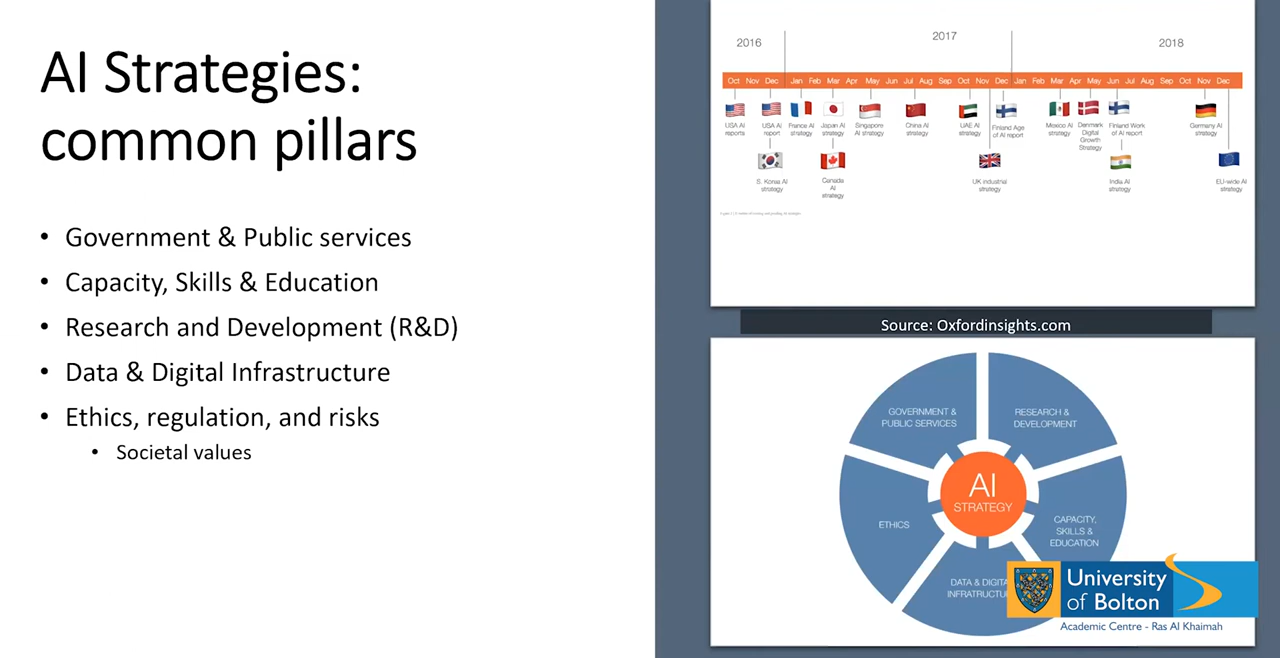 AI Strategies:
common pillars
• Government & Public services
• Capacity, Skills & Education
• Research and Development (R&D)
• Data & Digital Infrastructure
• Ethics, regulation, and risks
• Societal values
2016
2017
2018
Oct Nov Dec Jan Feb Mar Apr May Jun Jul Aug Sep Oct Nov Dec Jan Feb Mar Apr May Jun Jul Aug Sep Oct Nov Dec
USA AI
reports
USA AI
report
France AI
strategy
Japan AI
strategy
Singapore
AI strategy
China AI
strategy
UAE AI
strategy
Finland Age
of AI report
Mexico AI
strategy
Denmark
Digital
Growth
Strategy
Finland Work
of AI report
Germany AI
strategy
S. Korea AI
strategy
Canada
AI
strategy
UK industrial
strategy
India AI
strategy
EU-wide AI
strategy
Source: Oxfordinsights.com
GOVERNMENT &
PUBLIC SERVICES
RESEARCH &
DEVELOPMENT
AI
STRATEGY
ETHICS
CAPACITY,
SKILLS &
EDUCATION
DATA & DIGITA
INFRASTRUCTU
University
of Bolton
Academic Centre - Ras Al Khaimah